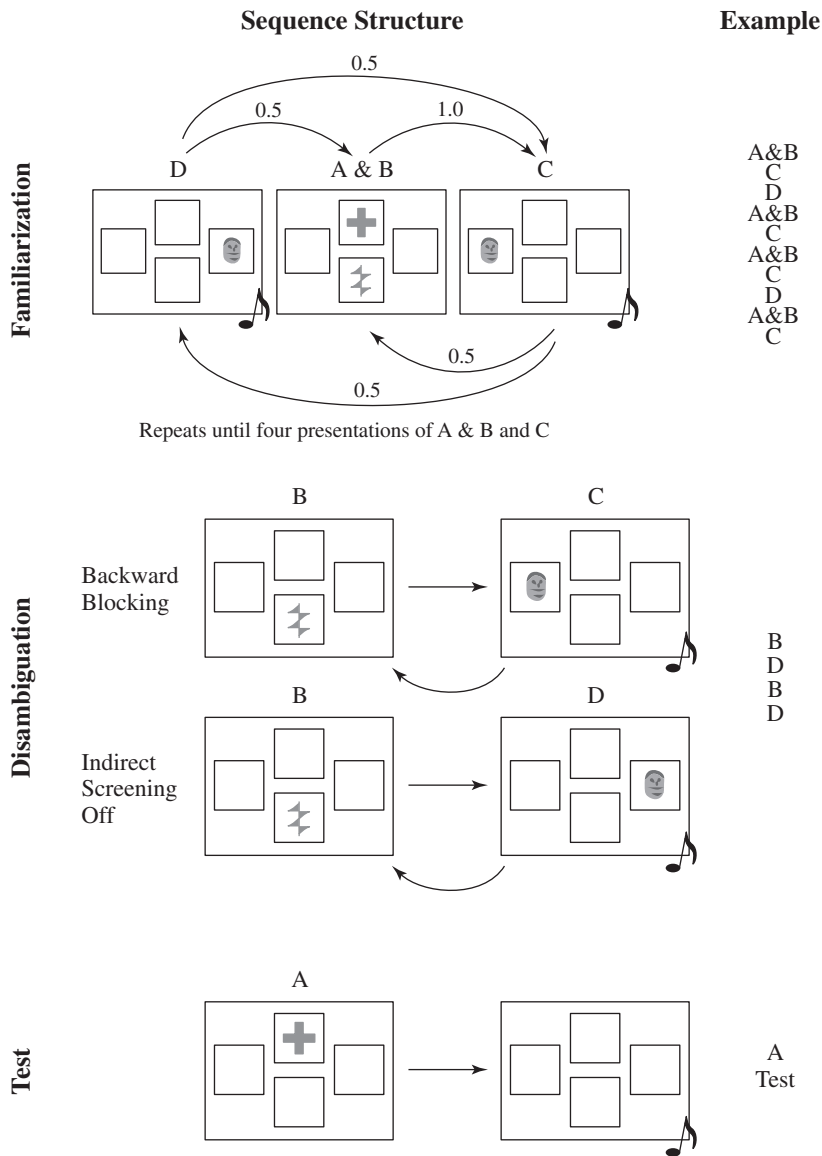 Sequence Structure
Example
Familiarization
0.5
0.5
1.0
D
A & B
C
0.5
0.5
Repeats until four presentations of A & B and C
A&B
C
D
A&B
C
A&B
C
D
A&B
C
Disambiguation
B
C
Backward
Blocking
B
D
Indirect
Screening
Off
B
D
B
D
Test
A
A
Test